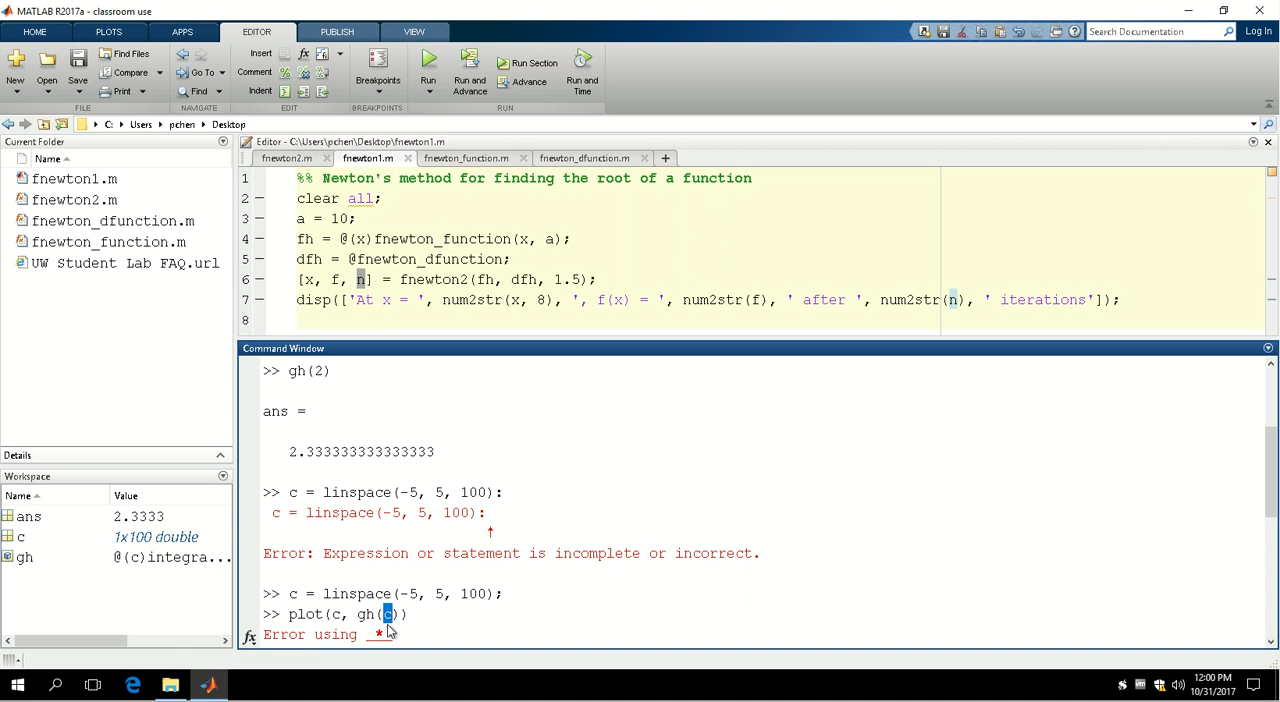 MATLAB R2017a - classroom use
HOME PLOTS APPS EDITOR PUBLISH VIEW
Search Documentation Log In
New Open Save Find Files Compare Print
Go To Find
Insert fx
Comment
Indent
Breakpoints Run Run and Advance Run Section Advance Run and Time
FILE NAVIGATE EDIT BREAKPOINTS RUN
C: Users pchen Desktop
Current Folder
Name
fnewton1.m
fnewton2.m
fnewton_dfunction.m
fnewton_function.m
UW Student Lab FAQ.url
Details
Workspace
Name Value
ans 2.3333
c 1x100 double
gh @(c)integra...
Editor - C:\Users\pchen\Desktop\fnewton1.m
fnewton2.m fnewton1.m fnewton_function.m fnewton_dfunction.m
1 %% Newton's method for finding the root of a function
2 clear all;
3 a = 10;
4 fh = @(x)fnewton_function(x, a);
5 dfh = @fnewton_dfunction;
6 [x, f, n] = fnewton2(fh, dfh, 1.5);
7 disp(['At x = ', num2str(x, 8), ', f(x) = ', num2str(f), ' after ', num2str(n), ' iterations']);
8
Command Window
>> gh(2)
ans =
2.333333333333333
>> c = linspace(-5, 5, 100):
c = linspace(-5, 5, 100):
↑
Error: Expression or statement is incomplete or incorrect.
>> c = linspace(-5, 5, 100);
>> plot(c, gh(c))
fx Error using *
12:00 PM
10/31/2017